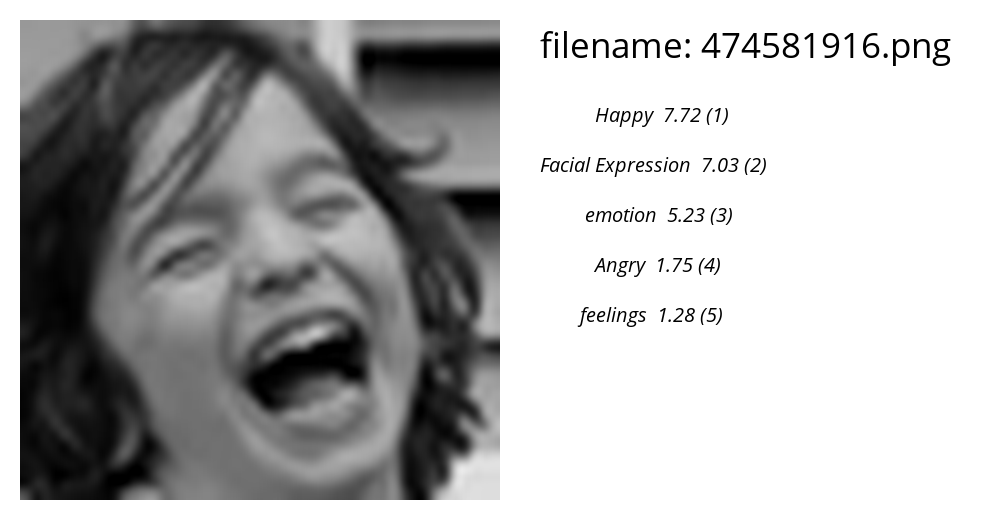 filename: 474581916.png
Happy 7.72 (1)
Facial Expression 7.03 (2)
emotion 5.23 (3)
Angry 1.75 (4)
feelings 1.28 (5)